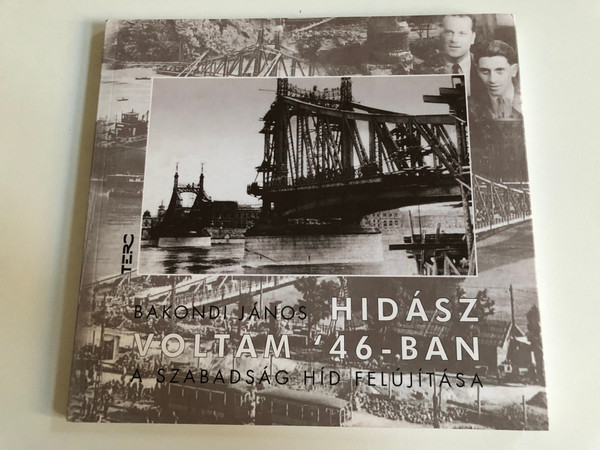 TERC
BAKONDI JÁNOS HIDÁSZ
VOLTAM '46-BAN
A SZABADSÁG HÍD FELÚJÍTÁSA